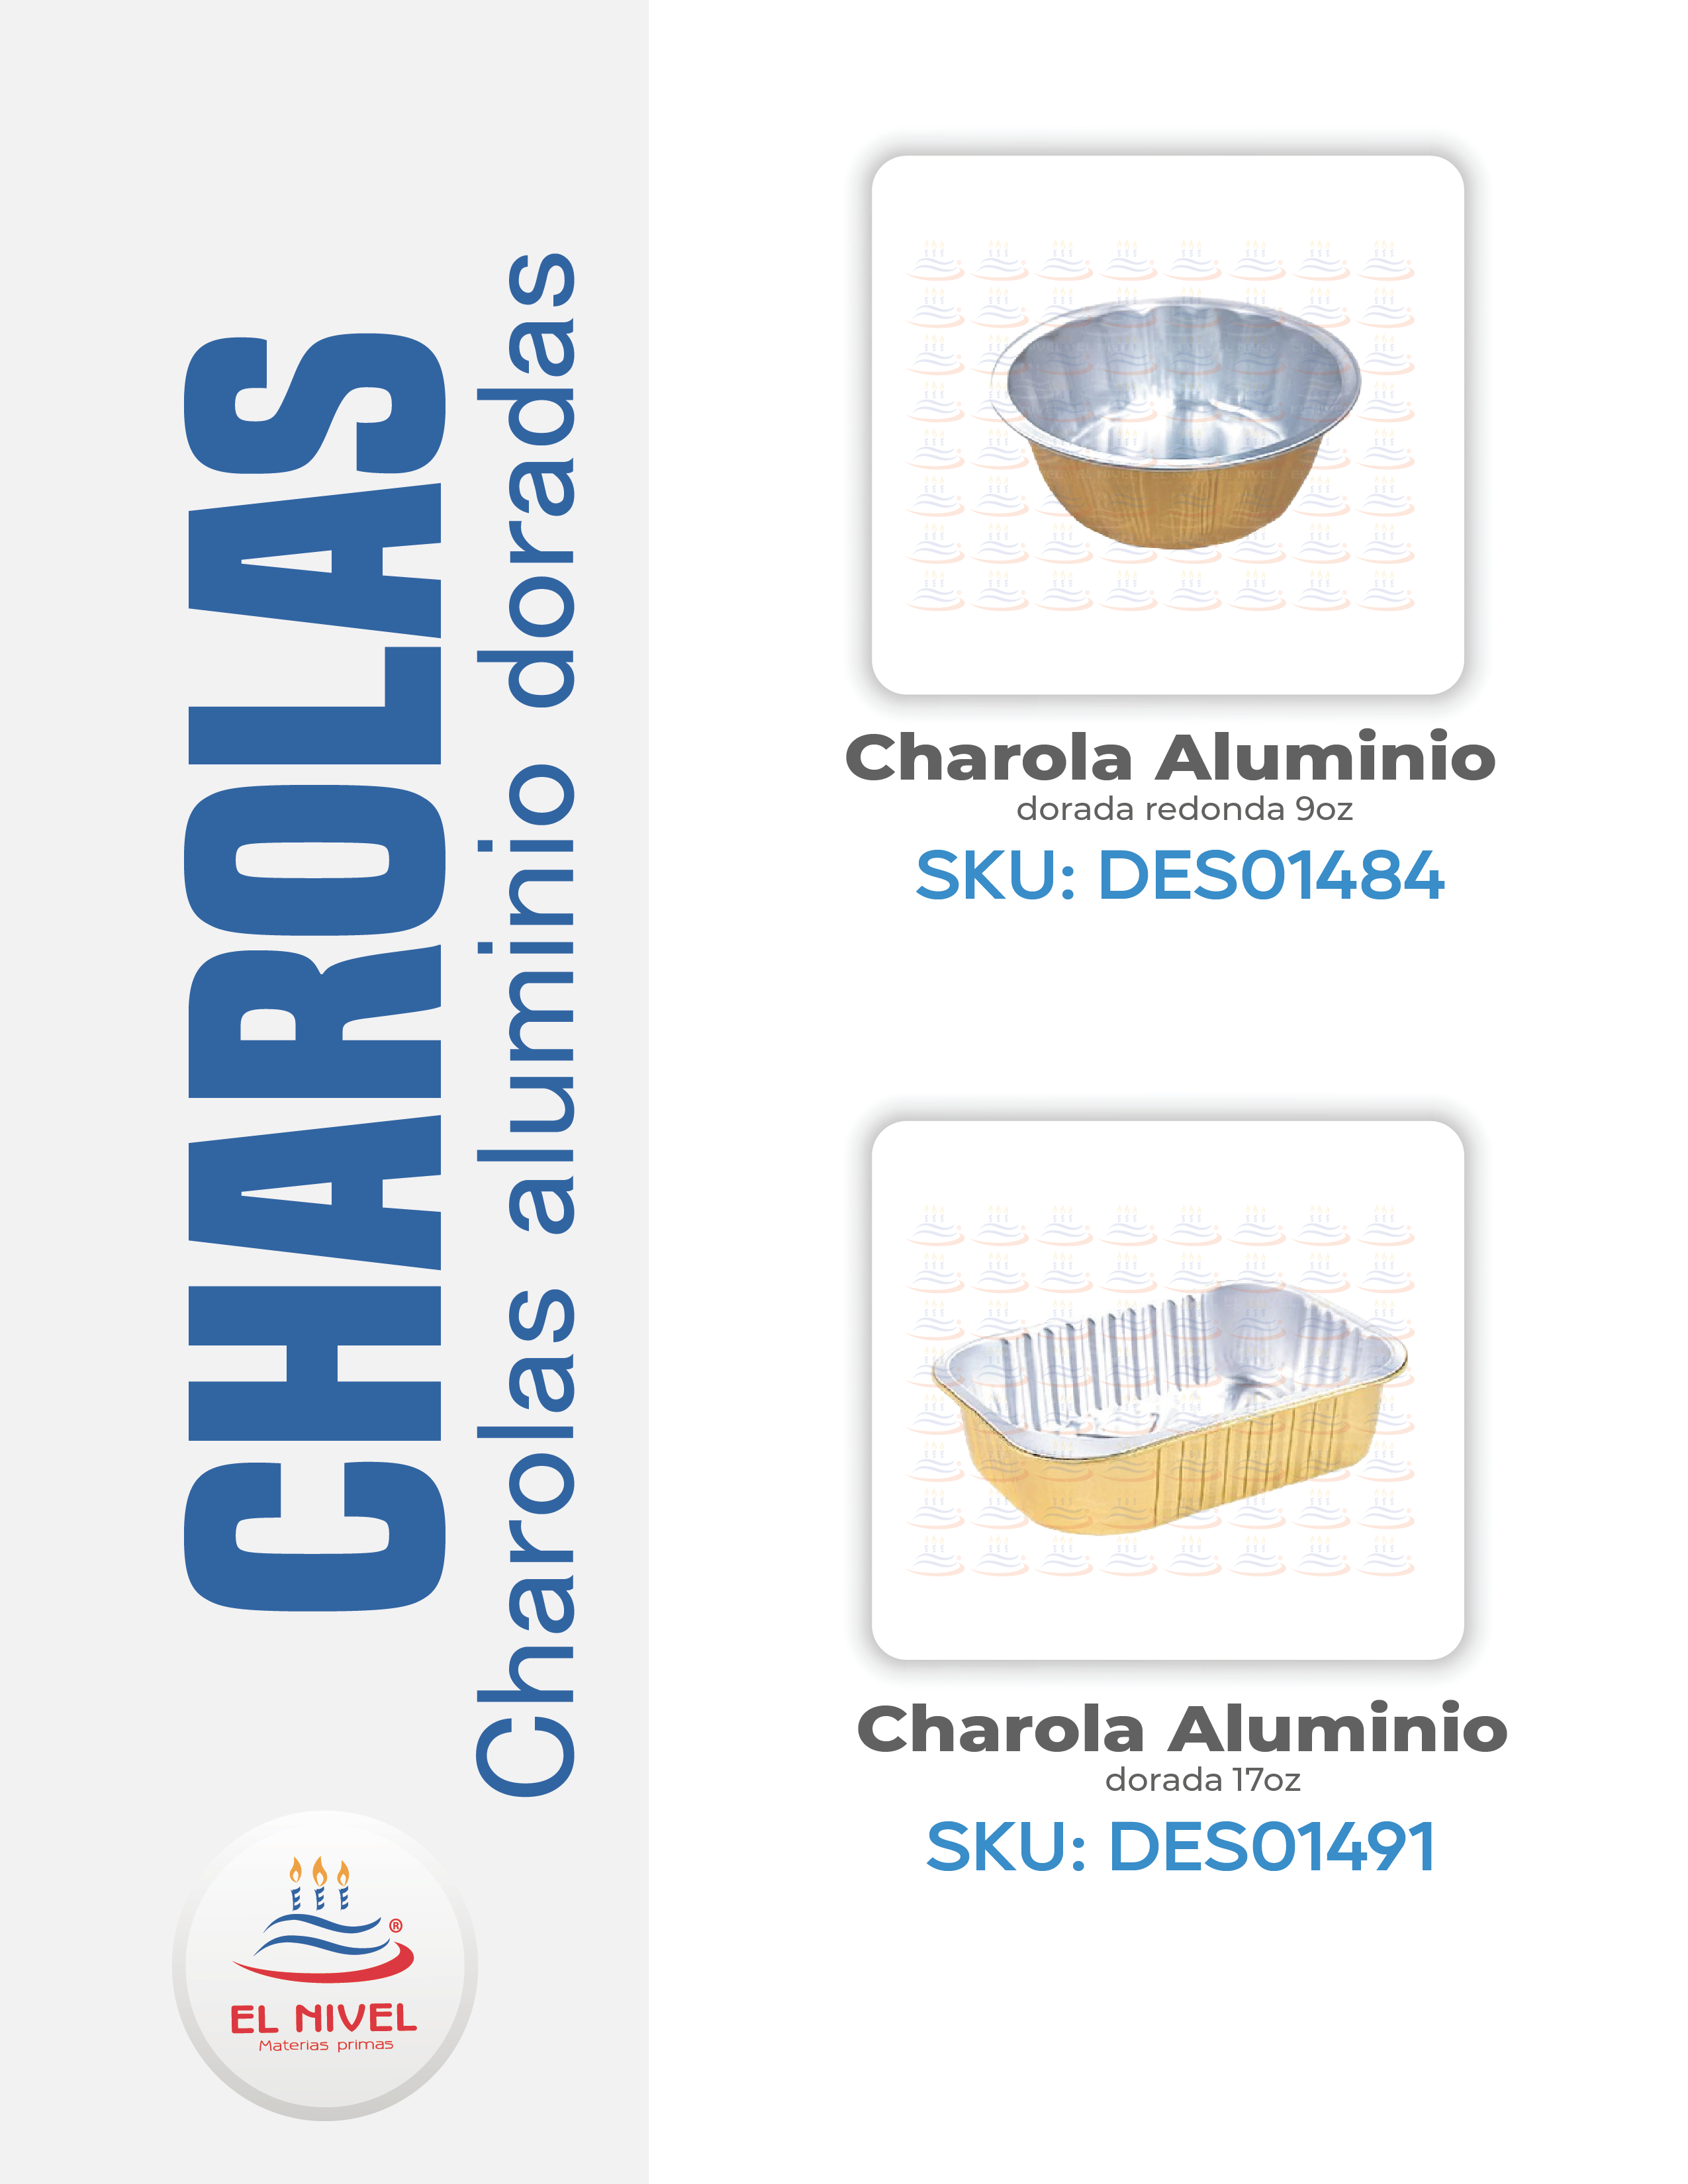 CHAROLAS
Charolas aluminio doradas
Charola Aluminio
dorada redonda 9oz
SKU: DES01484
Charola Aluminio
dorada 17oz
SKU: DES01491
®
EL NIVEL
Materias primas